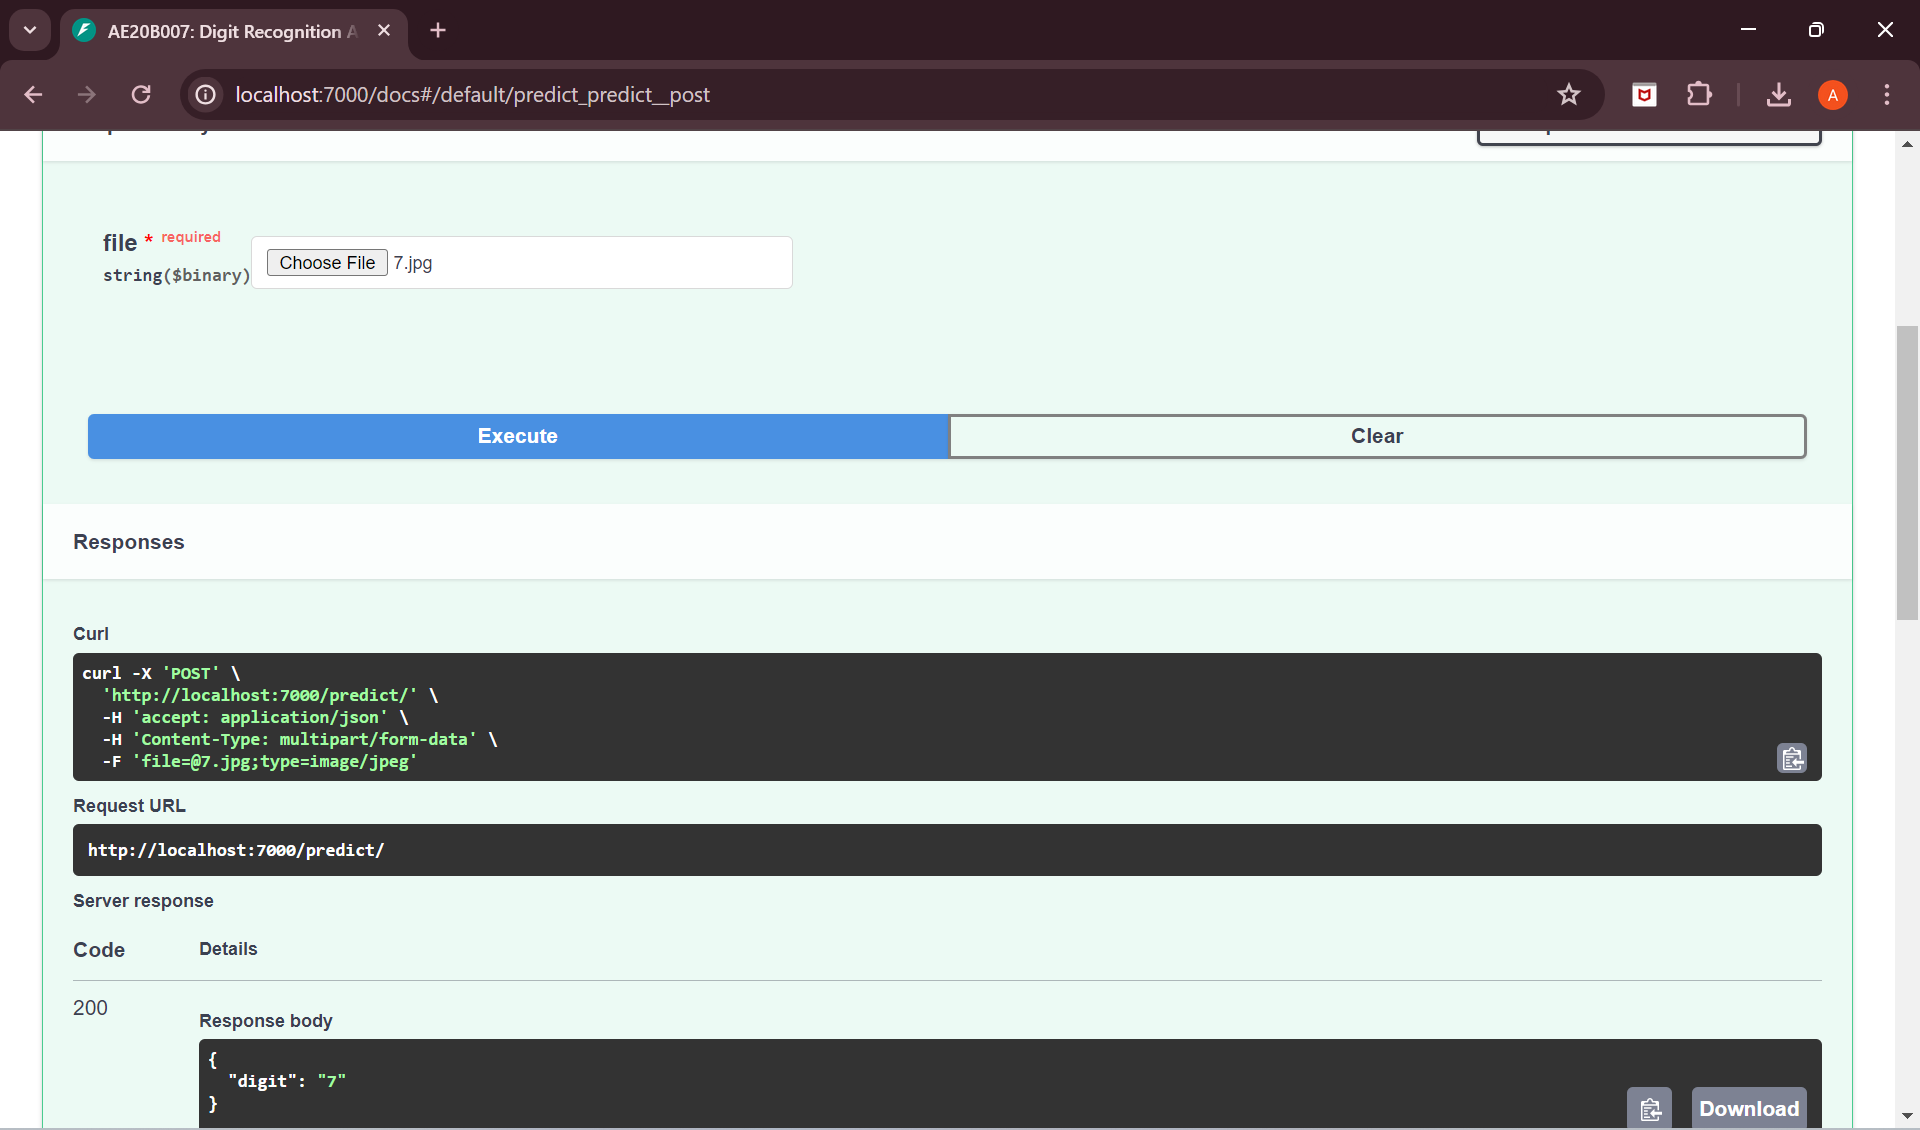 AE20B007: Digit Recognition A
localhost:7000/docs#/default/predict_predict__post
A
file * required
string($binary)
Choose File 7.jpg
Execute
Clear
Responses
Curl
curl -X 'POST' \
  'http://localhost:7000/predict/' \
  -H 'accept: application/json' \
  -H 'Content-Type: multipart/form-data' \
  -F 'file=@7.jpg;type=image/jpeg'
Request URL
http://localhost:7000/predict/
Server response
Code Details
200
Response body
{
  "digit": "7"
}
Download